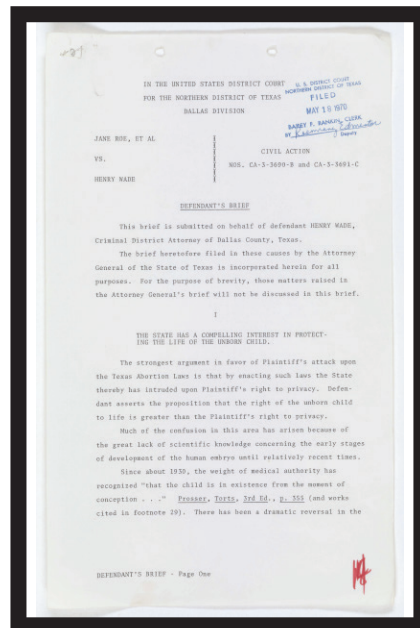 IN THE UNITED STATES DISTRICT COURT
FOR THE NORTHERN DISTRICT OF TEXAS
DALLAS DIVISION
U. S. DISTRICT COURT
NORTHERN DISTRICT OF TEXAS
FILED
MAY 1970
BAILEY F. RANKIN, CLERK
BY
Deputy
JANE ROE, ET AL
VS.
HENRY WADE
CIVIL ACTION
NOS. CA-3-3690-B and CA-3-3691-C
DEFENDANT'S BRIEF
This brief is submitted on behalf of defendant HENRY WADE,
Criminal District Attorney of Dallas County, Texas.
The brief heretofore filed in these causes by the Attorney
General of the State of Texas is incorporated herein for all
purposes. For the purpose of brevity, those matters raised in
the Attorney General's brief will not be discussed in this brief.
I
THE STATE HAS A COMPELLING INTEREST IN PROTECT-
ING THE LIFE OF THE UNBORN CHILD.
The strongest argument in favor of Plaintiff's attack upon
the Texas Abortion Laws is that by enacting such laws the State
thereby has intruded upon Plaintiff's right to privacy. Defen-
dant asserts the proposition that the right of the unborn child
to life is greater than the Plaintiff's right to privacy.
Much of the confusion in this area has arisen because of
the great lack of scientific knowledge concerning the early stages
of development of the human embryo until relatively recent times.
Since about 1930, the weight of medical authority has
recognized "that the child is in existence from the moment of
conception . . ." Prosser, Torts, 3rd Ed., p. 355 (and works
cited in footnote 29). There has been a dramatic reversal in the
DEFENDANT'S BRIEF - Page One